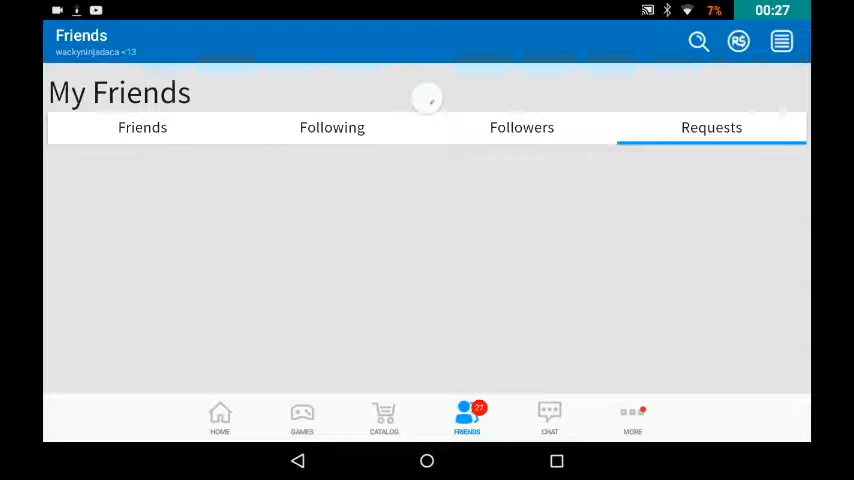 7%
00:27
Friends
wackyninjadaca <13
R$
My Friends
Friends
Following
Followers
Requests
27
HOME
GAMES
CATALOG
FRIENDS
CHAT
MORE